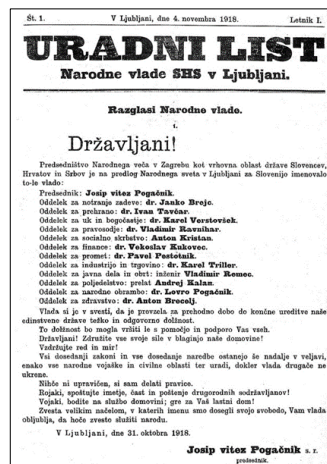 Št. 1. V Ljubljani, dne 4. novembra 1918. Letnik I.
URADNI LIST
Narodne vlade SHS v Ljubljani.
Razglasi Narodne vlade.
1.
Državljani!
Predsedništvo Narodnega veča v Zagrebu kot vrhovna oblast države Slovencev,
Hrvatov in Srbov je na predlog Narodnega sveta v Ljubljani za Slovenijo imenovalo
to-le vlado:
Predsednik: Josip vitez Pogačnik.
Oddelek za notranje zadeve: dr. Janko Brejc.
Oddelek za prehrano: dr. Ivan Tavčar.
Oddelek za uk in bogočastje: dr. Karel Verstovšek.
Oddelek za pravosodje: dr. Vladimir Ravnihar.
Oddelek za socialno skrbstvo: Anton Kristan.
Oddelek za finance: dr. Vekoslav Kukovec.
Oddelek za promet: dr. Pavel Pestotnik.
Oddelek za industrijo in trgovino: dr. Karel Triller.
Oddelek za javna dela in obrt: inženir Vladimir Remec.
Oddelek za poljedelstvo: prelat Andrej Kalan.
Oddelek za narodno obrambo: dr. Lovro Pogačnik.
Oddelek za zdravstvo: dr. Anton Brecelj.
Vlada si je v svesti, da je prevzela za prehodno dobo do končne ureditve naše
edinstvene države težko in odgovorno dolžnost.
To dolžnost bo mogla vršiti le s pomočjo in podporo Vas vseh.
Državljani! Združite vse svoje sile v blaginjo naše domovine!
Vzdržujte red in mir!
Vsi dosedanji zakoni in vse dosedanje naredbe ostanejo še nadalje v veljavi,
enako vse narodne vojaške in civilne oblasti ter uradi, dokler vlada drugače ne
ukrene.
Nihče ni upravičen, si sam delati pravice.
Rojaki, spoštujte imetje, čast in poštenje drugorodnih sodržavljanov!
Vojaki, bodite na službo domovini; gre za Vaš lastni dom!
Zvesta velikim načelom, v katerih imenu smo dosegli svojo svobodo, Vam vlada
obljublja, da hoče zveste služiti narodu.
V Ljubljani, dne 31. oktobra 1918.
Josip vitez Pogačnik s. r.
predsednik.